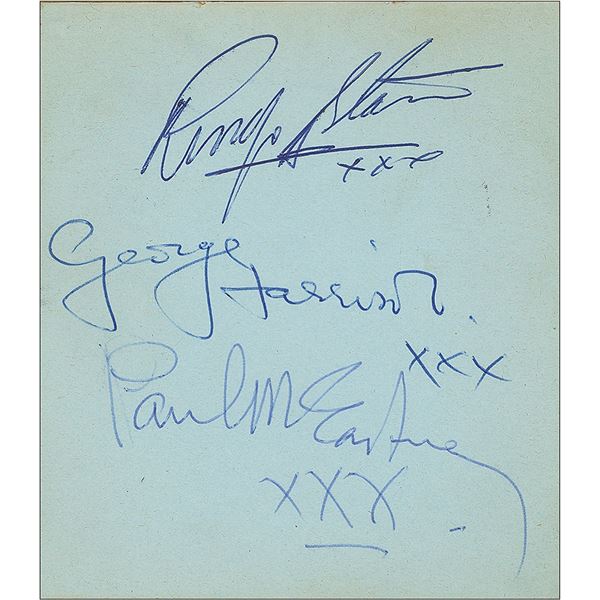 Ringo Starr
xxx
George Harrison.
XXX
Paul McCartney
XXX